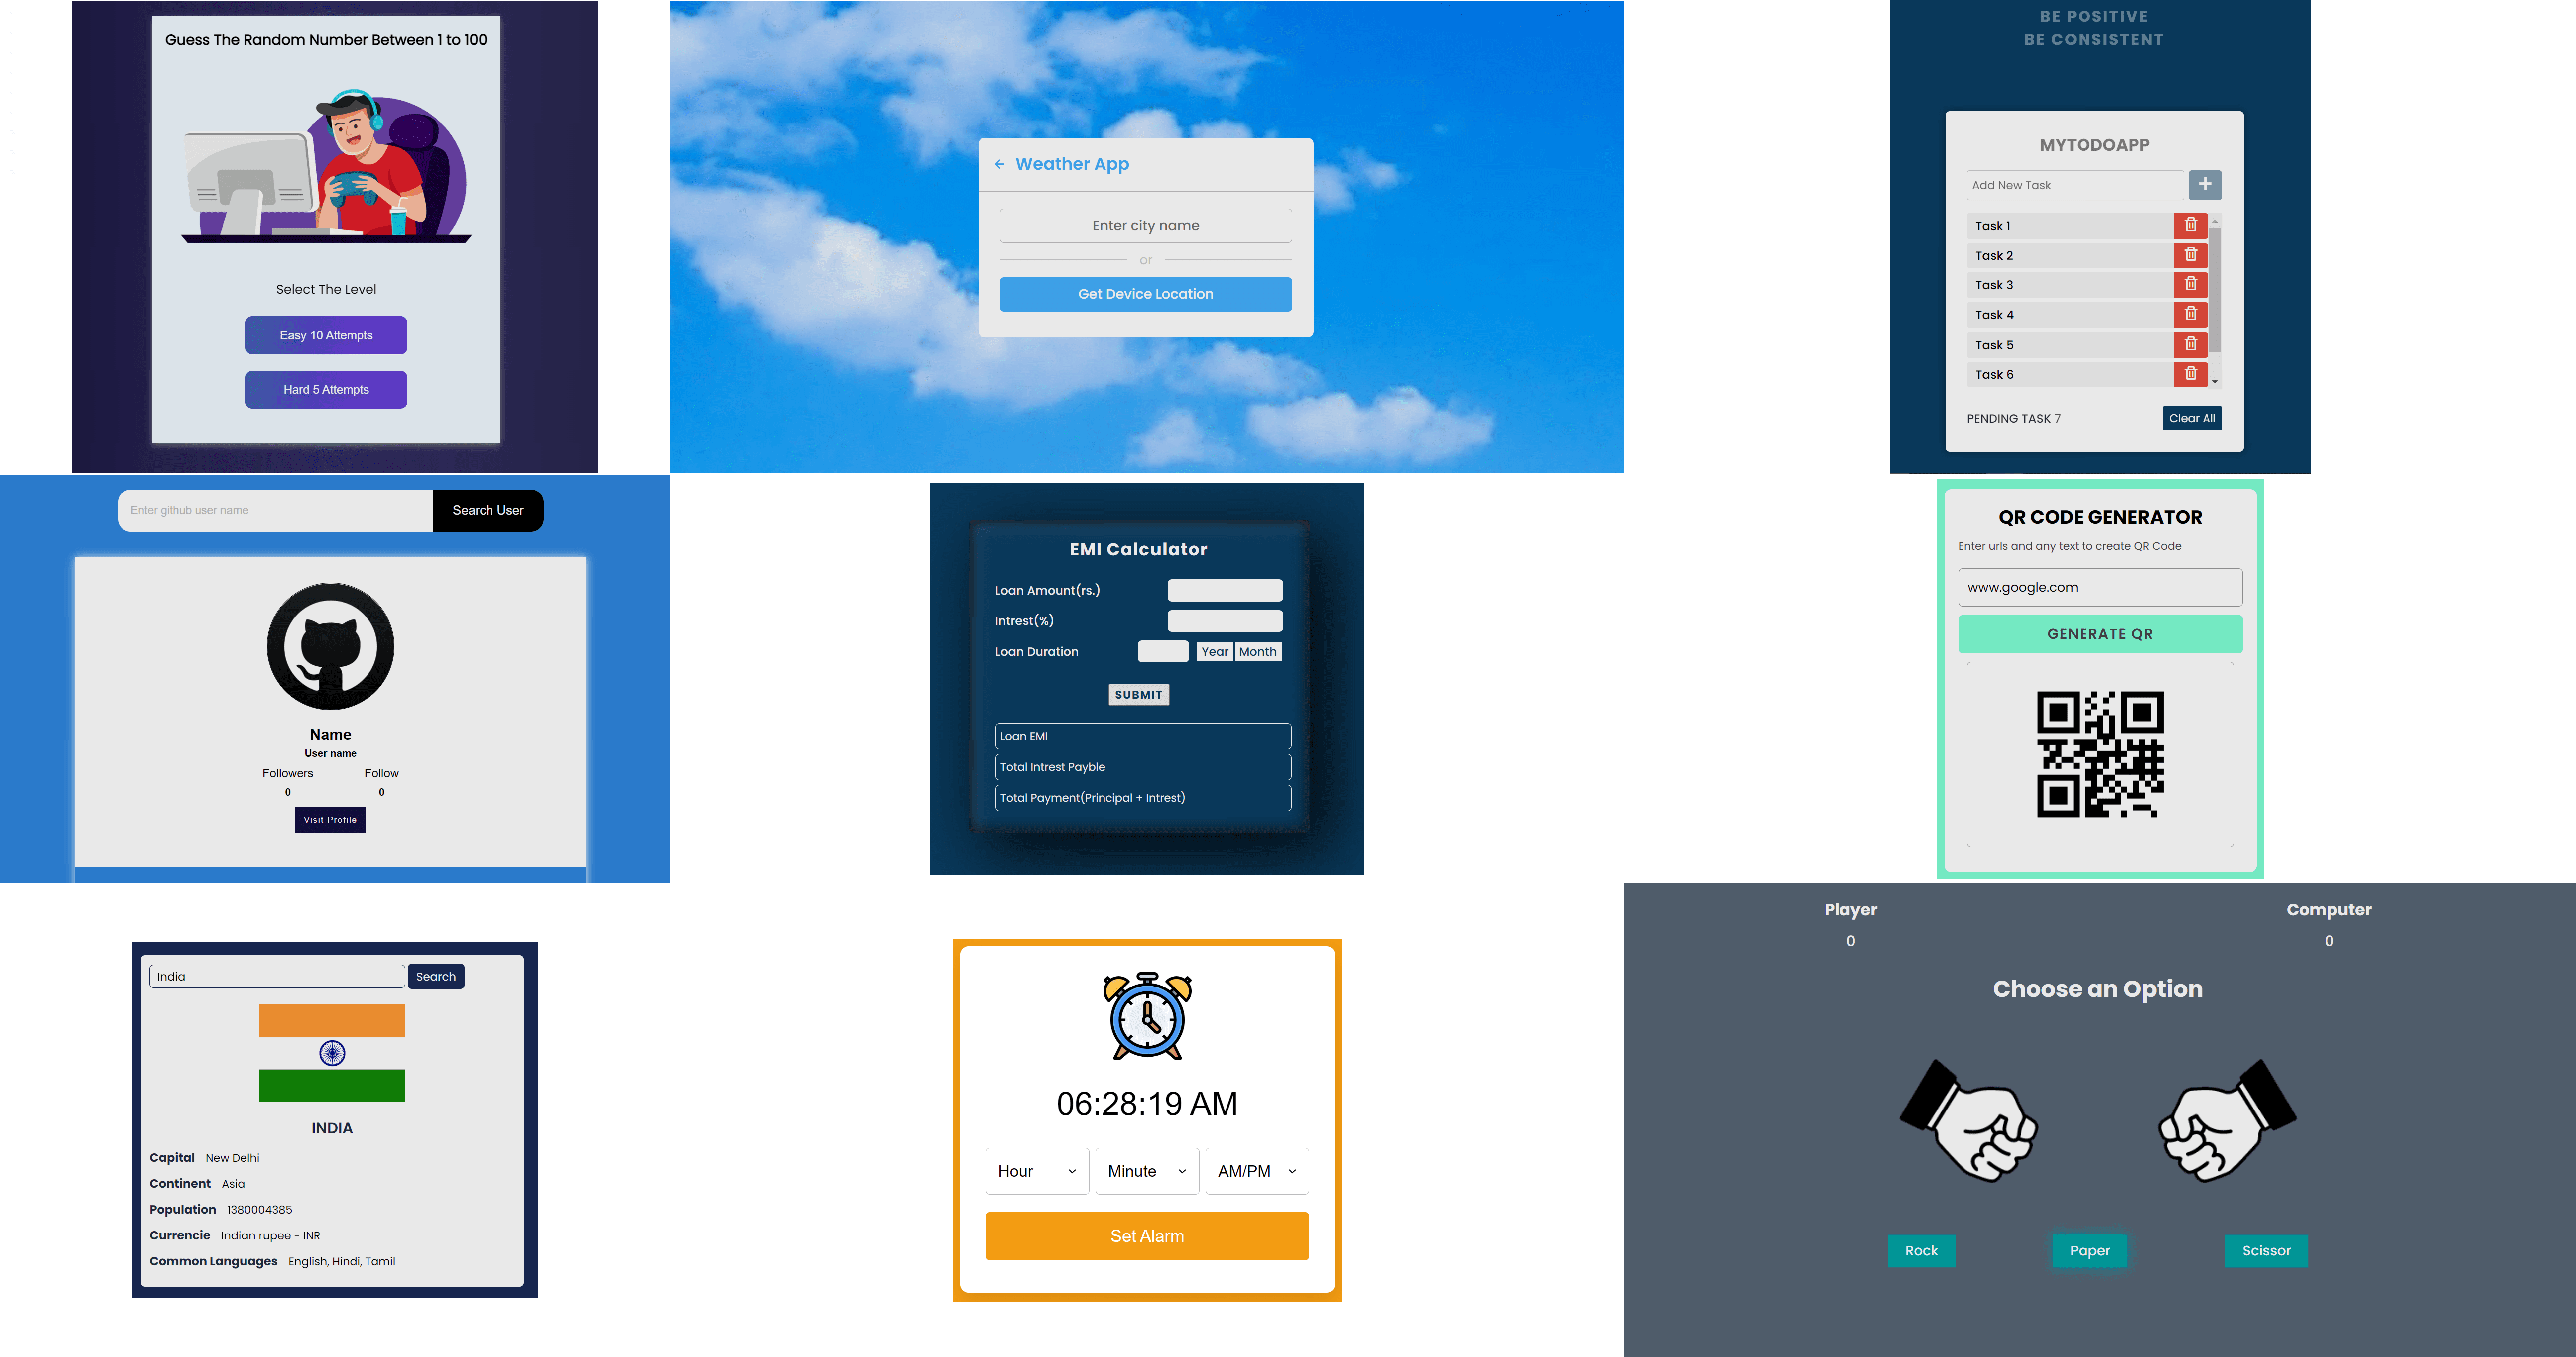 Guess The Random Number Between 1 to 100
Select The Level
Easy 10 Attempts
Hard 5 Attempts
Weather App
Enter city name
or
Get Device Location
BE POSITIVE
BE CONSISTENT
MYTODOAPP
Add New Task
Task 1
Task 2
Task 3
Task 4
Task 5
Task 6
PENDING TASK 7 Clear All
Enter github user name Search User
Name
User name
Followers Follow
0 0
Visit Profile
EMI Calculator
Loan Amount(rs.)
Intrest(%)
Loan Duration Year Month
SUBMIT
Loan EMI
Total Intrest Payble
Total Payment(Principal + Intrest)
QR CODE GENERATOR
Enter urls and any text to create QR Code
www.google.com
GENERATE QR
India Search
INDIA
Capital New Delhi
Continent Asia
Population 1380004385
Currencie Indian rupee - INR
Common Languages English, Hindi, Tamil
06:28:19 AM
Hour Minute AM/PM
Set Alarm
Player Computer
0 0
Choose an Option
Rock Paper Scissor